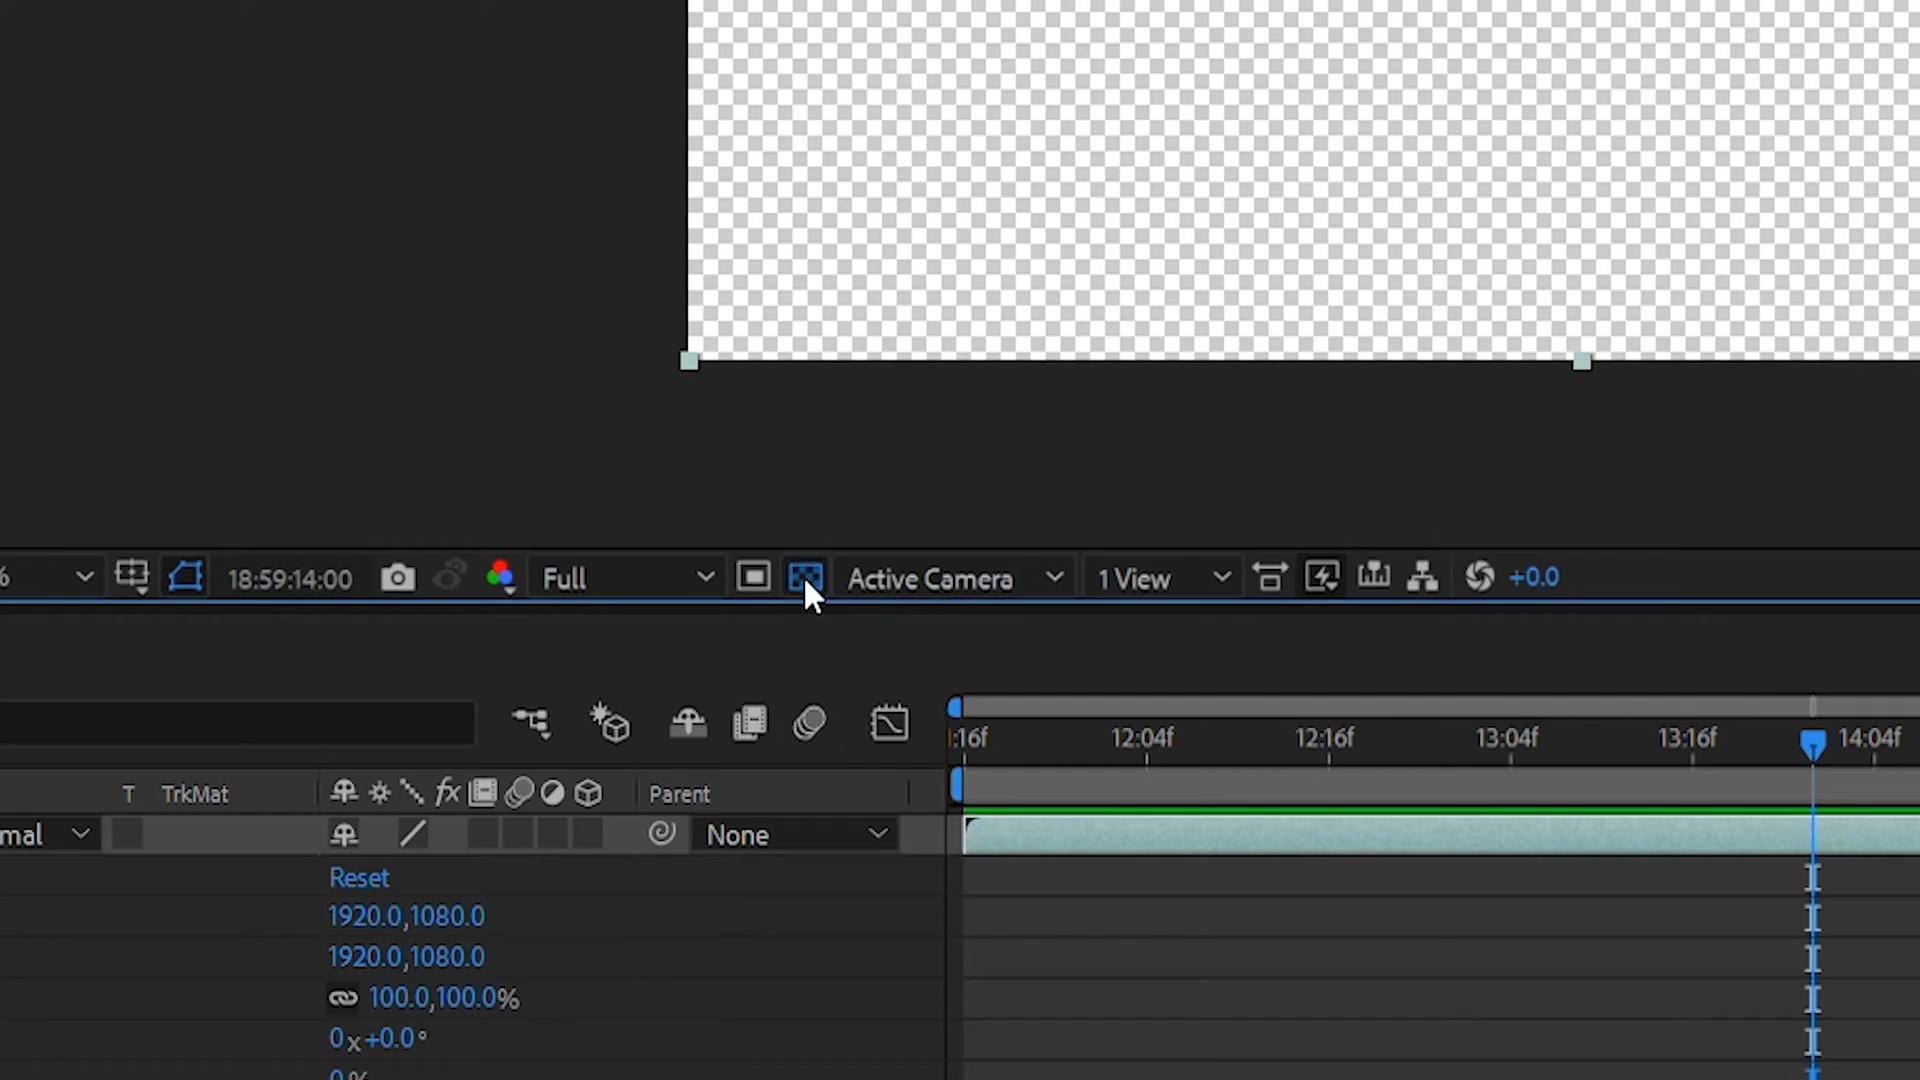 % 18:59:14:00 Full Active Camera 1 View +0.0
:16f 12:04f 12:16f 13:04f 13:16f 14:04f
T TrkMat fx Parent
mal None
Reset
1920.0,1080.0
1920.0,1080.0
100.0,100.0%
0x+0.0°
0%